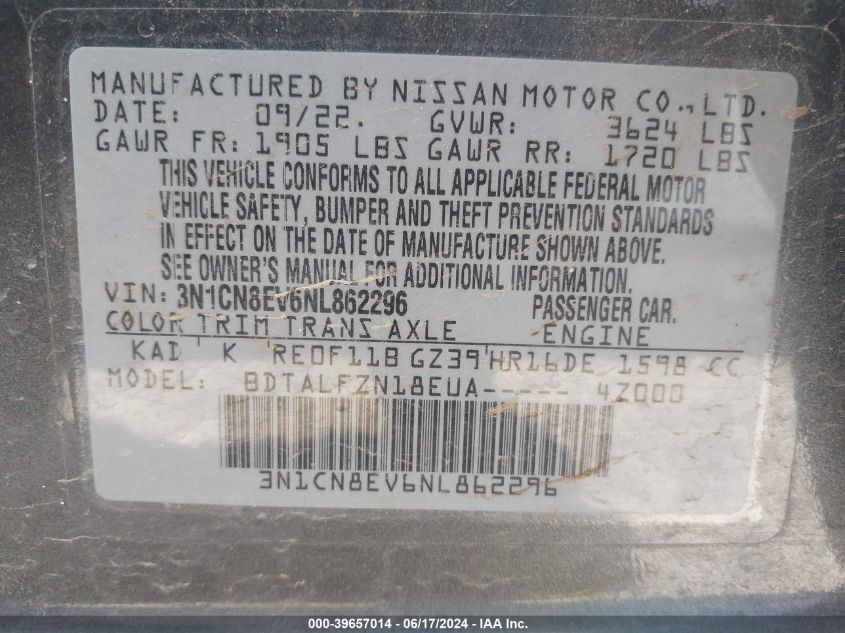 MANUFACTURED BY NISSAN MOTOR CO., LTD.
DATE: 09/22. GVWR: 3624 LBS
GAWR FR: 1905 LBS GAWR RR: 1720 LBS
THIS VEHICLE CONFORMS TO ALL APPLICABLE FEDERAL MOTOR
VEHICLE SAFETY, BUMPER AND THEFT PREVENTION STANDARDS
IN EFFECT ON THE DATE OF MANUFACTURE SHOWN ABOVE.
SEE OWNER'S MANUAL FOR ADDITIONAL INFORMATION.
VIN: 3N1CN8EV6NL862296 PASSENGER CAR.
COLOR TRIM TRANS AXLE ENGINE
KAD K RE0F11B GZ39 HR16DE 1598 CC
MODEL: BDTALFZN18EUA----- 4Z000
3N1CN8EV6NL862296
000-39657014 - 06/17/2024 - IAA Inc.